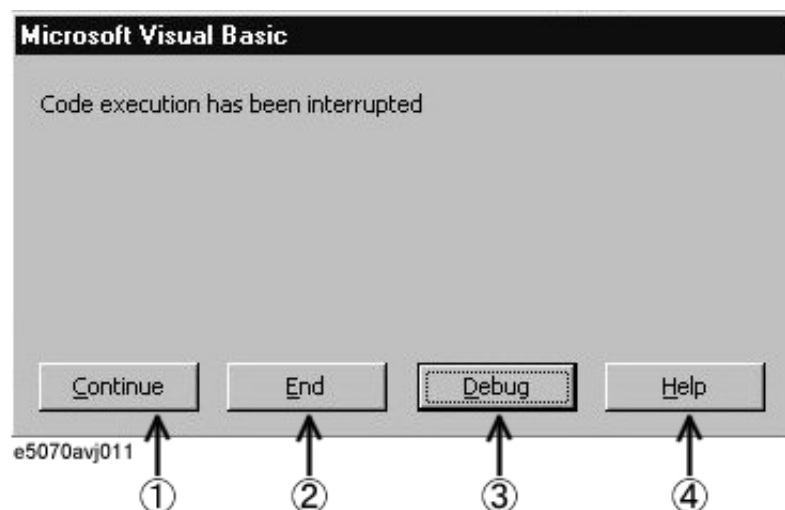 Microsoft Visual Basic
Code execution has been interrupted
Continue End Debug Help
e5070avj011
① ② ③ ④